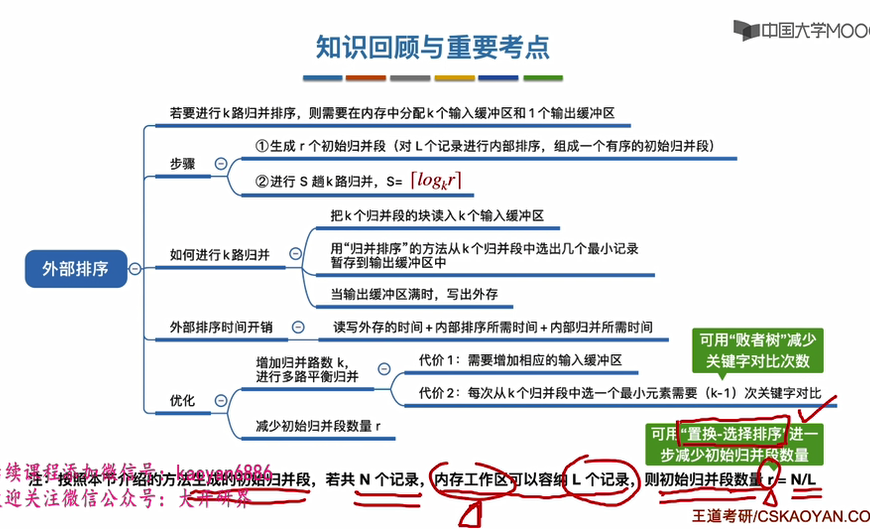 中国大学MOOC
知识回顾与重要考点
若要进行k路归并排序，则需要在内存中分配k个输入缓冲区和1个输出缓冲区
步骤
①生成 r 个初始归并段（对 L个记录进行内部排序，组成一个有序的初始归并段）
②进行 S 趟k路归并，S= ⌈logₖr⌉
把k个归并段的块读入k个输入缓冲区
如何进行k路归并
用“归并排序”的方法从k个归并段中选出几个最小记录
暂存到输出缓冲区中
当输出缓冲区满时，写出外存
外部排序
外部排序时间开销
读写外存的时间+内部排序所需时间+内部归并所需时间
可用“败者树”减少
关键字对比次数
增加归并路数 k，
进行多路平衡归并
代价1：需要增加相应的输入缓冲区
代价2：每次从k个归并段中选一个最小元素需要（k-1）次关键字对比
优化
减少初始归并段数量 r
可用“置换-选择排序”进一
步减少初始归并段数量
续课程添加微信号：kaoyan6886
注：按照本节介绍的方法生成的初始归并段，若共 N 个记录，内存工作区可以容纳 L 个记录，则初始归并段数量 r = N/L
迎关注微信公众号：大开研界
王道考研/CSKAOYAN.CO